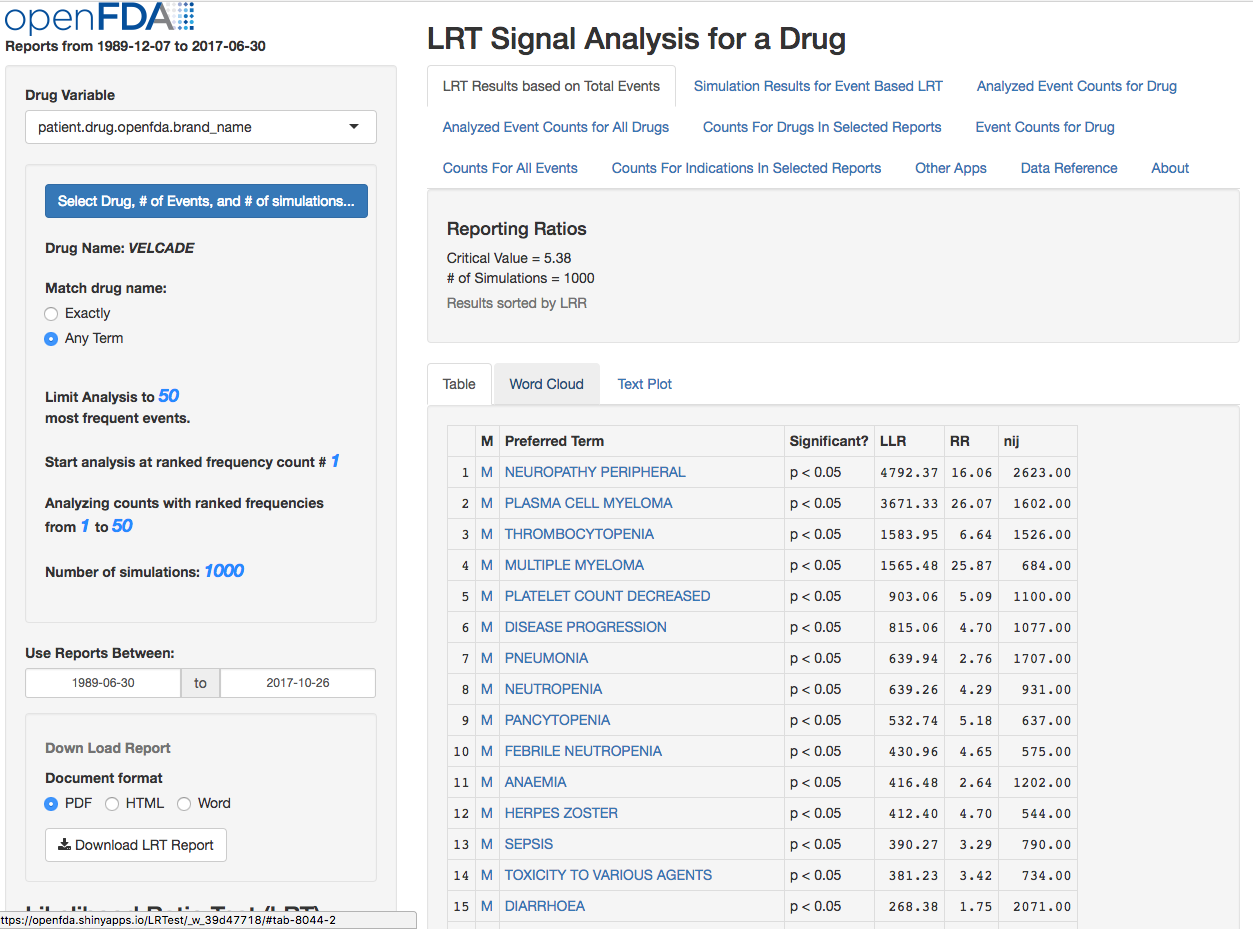 openFDA
Reports from 1989-12-07 to 2017-06-30
Drug Variable
patient.drug.openfda.brand_name
Select Drug, # of Events, and # of simulations...
Drug Name: VELCADE
Match drug name:
Exactly
Any Term
Limit Analysis to 50
most frequent events.
Start analysis at ranked frequency count # 1
Analyzing counts with ranked frequencies
from 1 to 50
Number of simulations: 1000
Use Reports Between:
1989-06-30 to 2017-10-26
Down Load Report
Document format
PDF HTML Word
Download LRT Report
Likelihood Ratio Test (LRT)
ttps://openfda.shinyapps.io/LRTest/_w_39d47718/#tab-8044-2
LRT Signal Analysis for a Drug
LRT Results based on Total Events Simulation Results for Event Based LRT Analyzed Event Counts for Drug
Analyzed Event Counts for All Drugs Counts For Drugs In Selected Reports Event Counts for Drug
Counts For All Events Counts For Indications In Selected Reports Other Apps Data Reference About
Reporting Ratios
Critical Value = 5.38
# of Simulations = 1000
Results sorted by LRR
Table Word Cloud Text Plot
M Preferred Term Significant? LLR RR nij
1 M NEUROPATHY PERIPHERAL p < 0.05 4792.37 16.06 2623.00
2 M PLASMA CELL MYELOMA p < 0.05 3671.33 26.07 1602.00
3 M THROMBOCYTOPENIA p < 0.05 1583.95 6.64 1526.00
4 M MULTIPLE MYELOMA p < 0.05 1565.48 25.87 684.00
5 M PLATELET COUNT DECREASED p < 0.05 903.06 5.09 1100.00
6 M DISEASE PROGRESSION p < 0.05 815.06 4.70 1077.00
7 M PNEUMONIA p < 0.05 639.94 2.76 1707.00
8 M NEUTROPENIA p < 0.05 639.26 4.29 931.00
9 M PANCYTOPENIA p < 0.05 532.74 5.18 637.00
10 M FEBRILE NEUTROPENIA p < 0.05 430.96 4.65 575.00
11 M ANAEMIA p < 0.05 416.48 2.64 1202.00
12 M HERPES ZOSTER p < 0.05 412.40 4.70 544.00
13 M SEPSIS p < 0.05 390.27 3.29 790.00
14 M TOXICITY TO VARIOUS AGENTS p < 0.05 381.23 3.42 734.00
15 M DIARRHOEA p < 0.05 268.38 1.75 2071.00